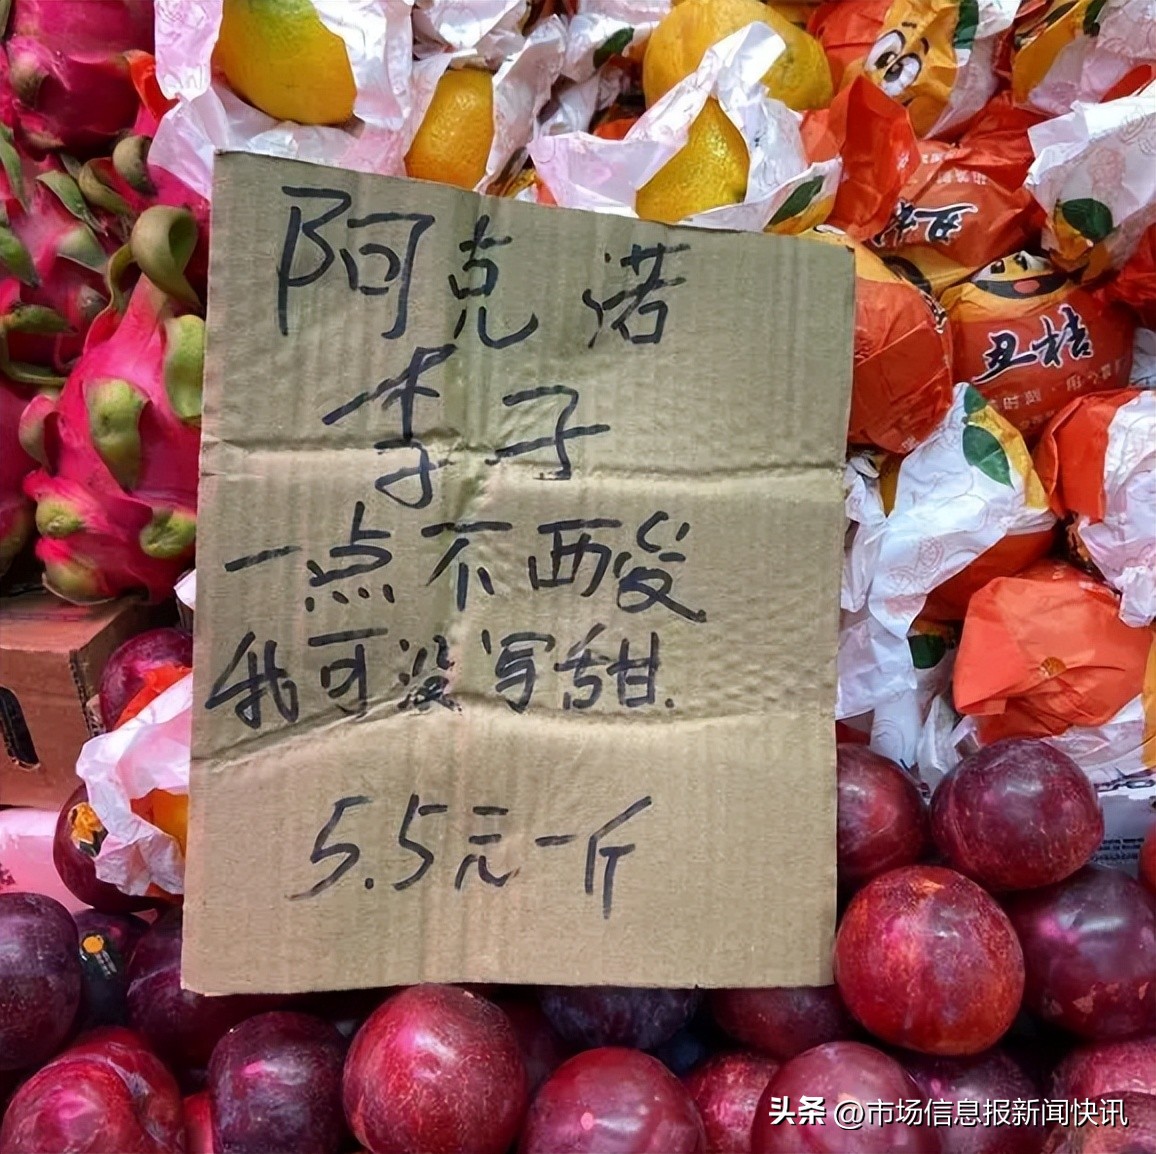 阿克诺
李子
一点不酸
我可没写甜.
5.5元一斤
丑桔
头条 @市场信息报新闻快讯